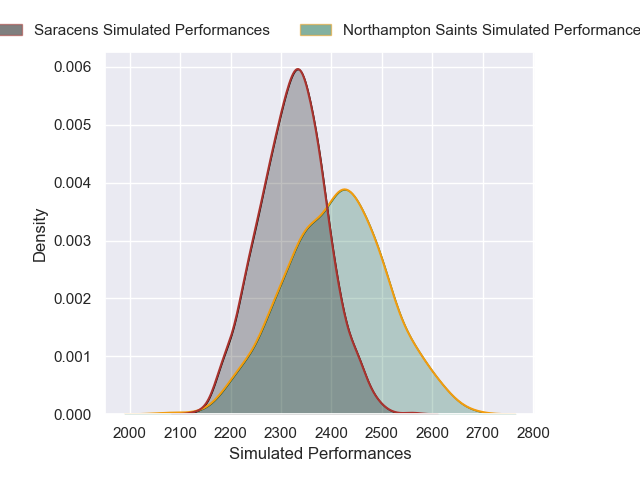 Saracens Simulated Performances Northampton Saints Simulated Performance
0.006
0.005
0.004
0.003
0.002
0.001
0.000
Density
2000 2100 2200 2300 2400 2500 2600 2700 2800
Simulated Performances